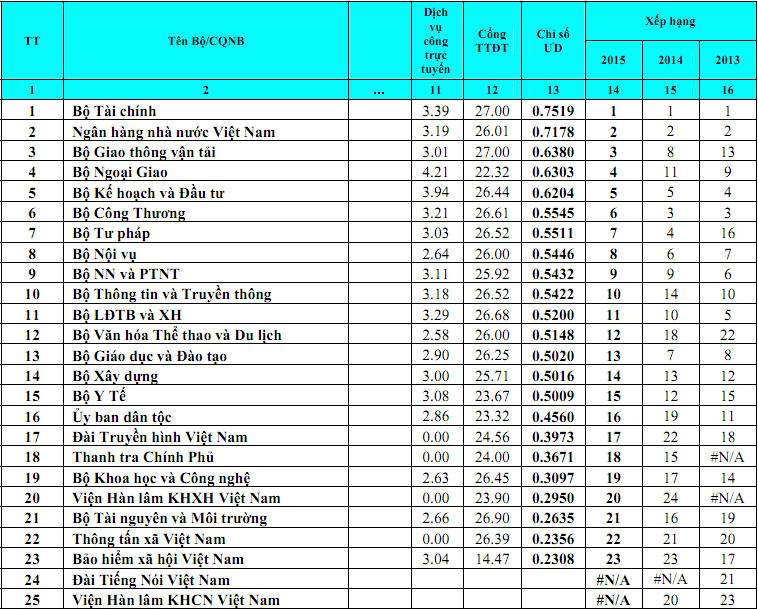 TT Tên Bộ/CQNB Dịch vụ công trực tuyến Cổng TTĐT Chỉ số ƯD Xếp hạng
2015 2014 2013
1 2 ... 11 12 13 14 15 16
1 Bộ Tài chính 3.39 27.00 0.7519 1 1 1
2 Ngân hàng nhà nước Việt Nam 3.19 26.01 0.7178 2 2 2
3 Bộ Giao thông vận tải 3.01 27.00 0.6380 3 8 13
4 Bộ Ngoại Giao 4.21 22.32 0.6303 4 11 9
5 Bộ Kế hoạch và Đầu tư 3.94 26.44 0.6204 5 5 4
6 Bộ Công Thương 3.21 26.61 0.5545 6 3 3
7 Bộ Tư pháp 3.03 26.52 0.5511 7 4 16
8 Bộ Nội vụ 2.64 26.00 0.5446 8 6 7
9 Bộ NN và PTNT 3.11 25.92 0.5432 9 9 6
10 Bộ Thông tin và Truyền thông 3.18 26.52 0.5422 10 14 10
11 Bộ LĐTB và XH 3.29 26.68 0.5200 11 10 5
12 Bộ Văn hóa Thể thao và Du lịch 2.58 26.00 0.5148 12 18 22
13 Bộ Giáo dục và Đào tạo 2.90 26.25 0.5020 13 7 8
14 Bộ Xây dựng 3.00 25.71 0.5016 14 13 12
15 Bộ Y Tế 3.08 23.67 0.5009 15 12 15
16 Ủy ban dân tộc 2.86 23.32 0.4560 16 19 11
17 Đài Truyền hình Việt Nam 0.00 24.56 0.3973 17 22 18
18 Thanh tra Chính Phủ 0.00 24.00 0.3671 18 15 #N/A
19 Bộ Khoa học và Công nghệ 2.63 26.45 0.3097 19 17 14
20 Viện Hàn lâm KHXH Việt Nam 0.00 23.90 0.2950 20 24 #N/A
21 Bộ Tài nguyên và Môi trường 2.66 26.90 0.2635 21 16 19
22 Thông tấn xã Việt Nam 0.00 26.39 0.2356 22 21 20
23 Bảo hiểm xã hội Việt Nam 3.04 14.47 0.2308 23 23 17
24 Đài Tiếng Nói Việt Nam #N/A #N/A 21
25 Viện Hàn lâm KHCN Việt Nam #N/A 20 23